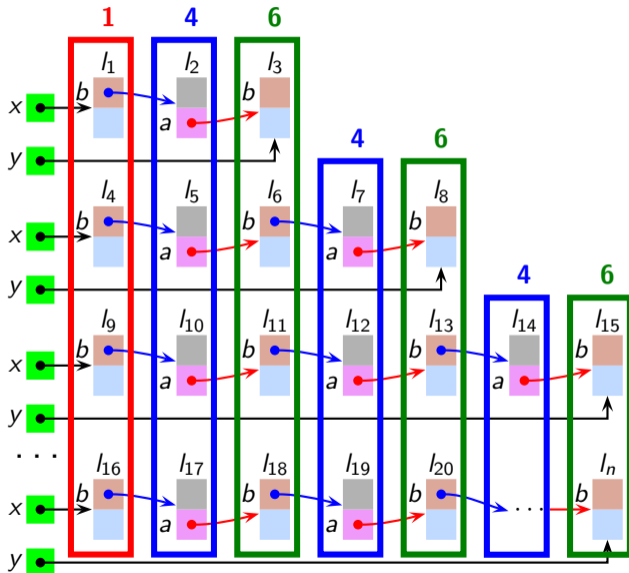 1 4 6
l1 l2 l3
x b b
a
y
4 6
l4 l5 l6 l7 l8
x b b b
a a
y
4 6
l9 l10 l11 l12 l13 l14 l15
x b b b b
a a a
y
. . .
l16 l17 l18 l19 l20 ln
x b b b . . . b
a a
y